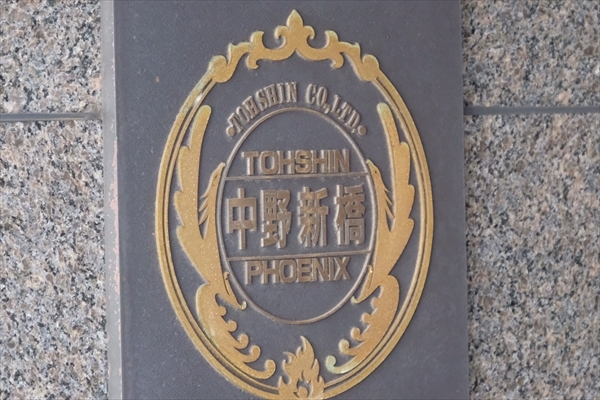 TOHSHIN CO,.LTD.
TOHSHIN
中野新橋
PHOENIX